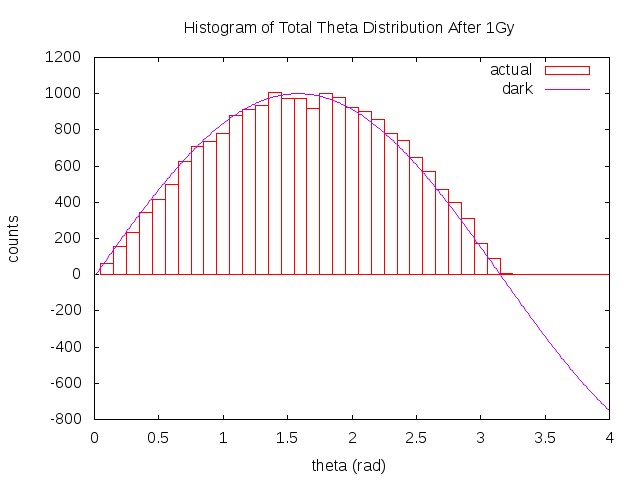 Histogram of Total Theta Distribution After 1Gy
1200
1000
800
600
400
200
0
-200
-400
-600
-800
counts
actual
dark
0 0.5 1 1.5 2 2.5 3 3.5 4
theta (rad)